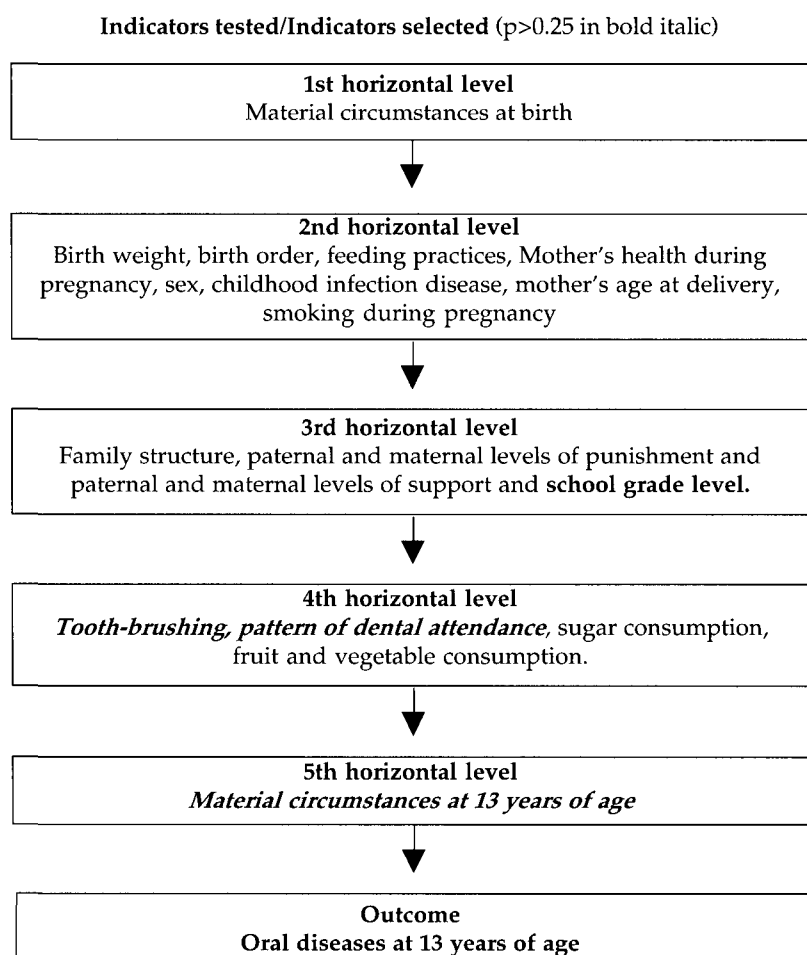 Indicators tested/Indicators selected (p>0.25 in bold italic)
1st horizontal level
Material circumstances at birth
2nd horizontal level
Birth weight, birth order, feeding practices, Mother's health during
pregnancy, sex, childhood infection disease, mother's age at delivery,
smoking during pregnancy
3rd horizontal level
Family structure, paternal and maternal levels of punishment and
paternal and maternal levels of support and school grade level.
4th horizontal level
Tooth-brushing, pattern of dental attendance, sugar consumption,
fruit and vegetable consumption.
5th horizontal level
Material circumstances at 13 years of age
Outcome
Oral diseases at 13 years of age